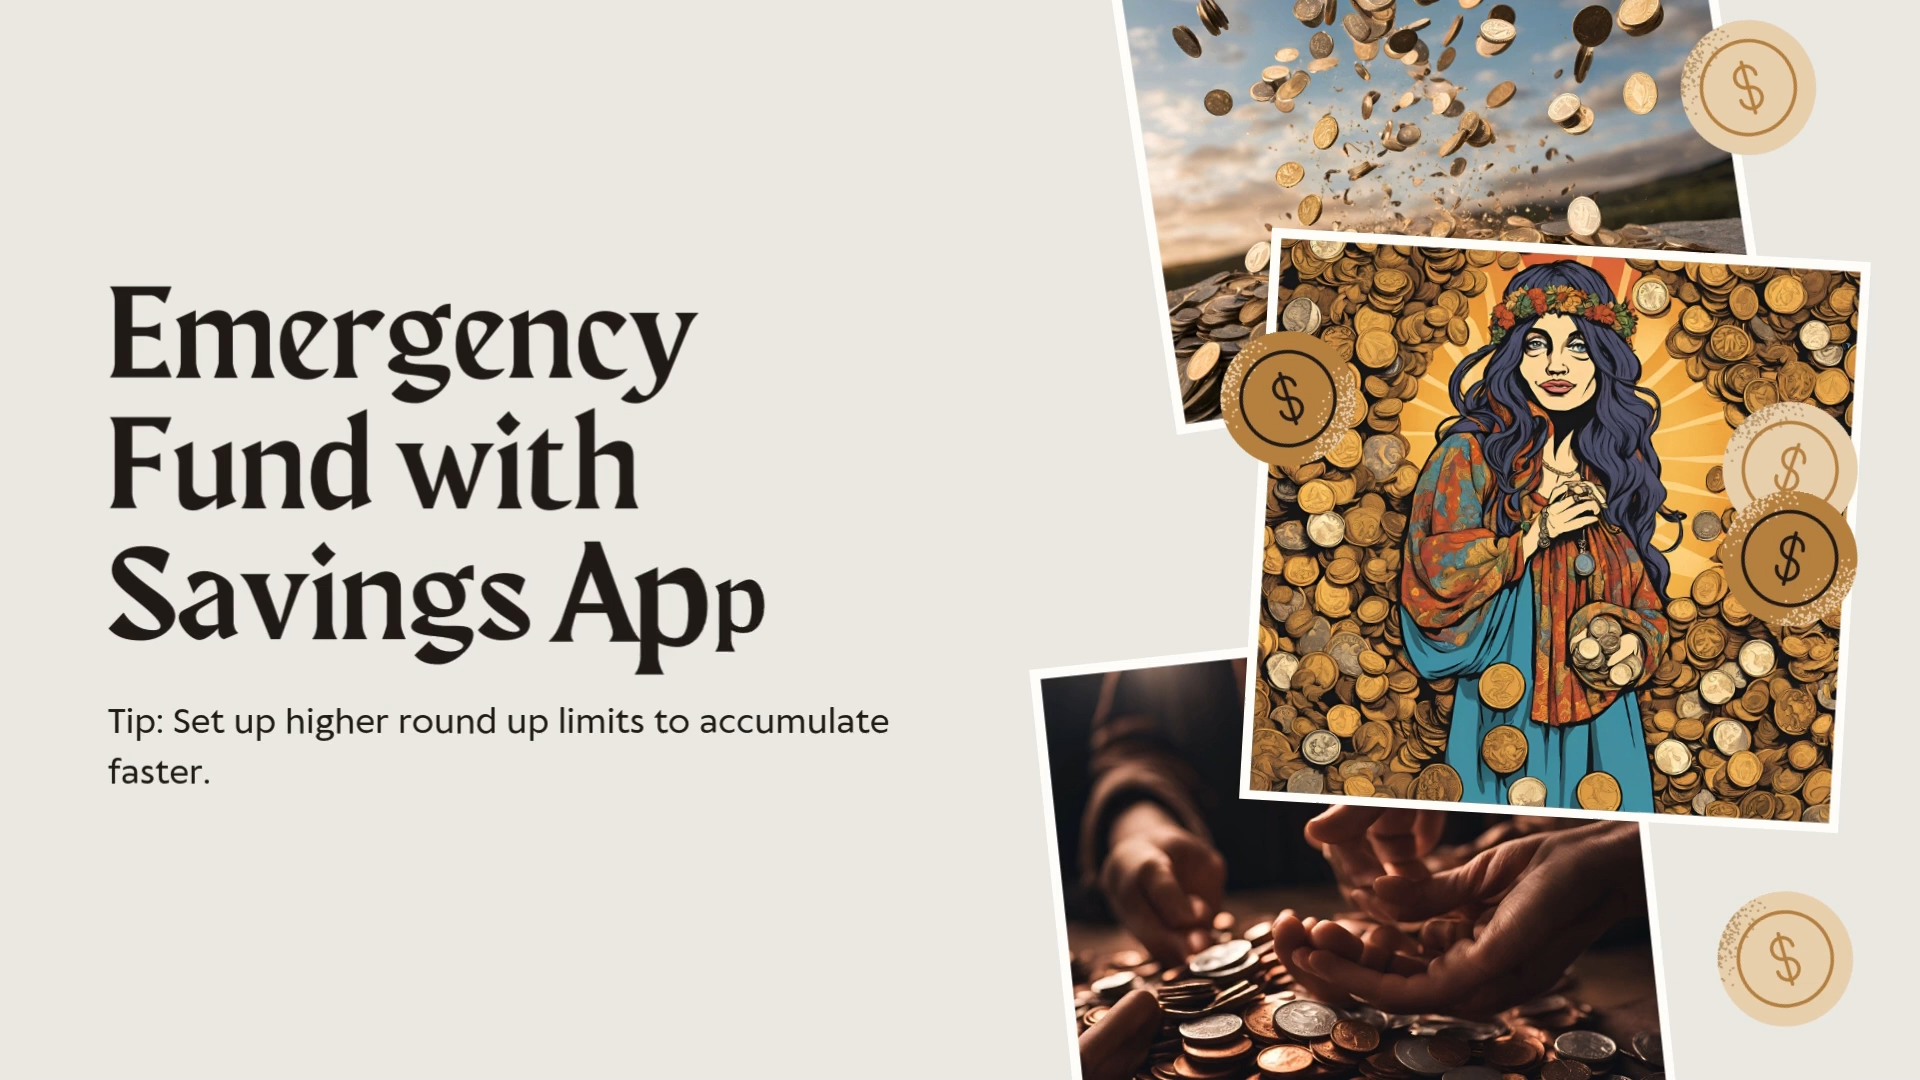 Emergency
Fund with
Savings App
Tip: Set up higher round up limits to accumulate
faster.
$
$
$
$
$